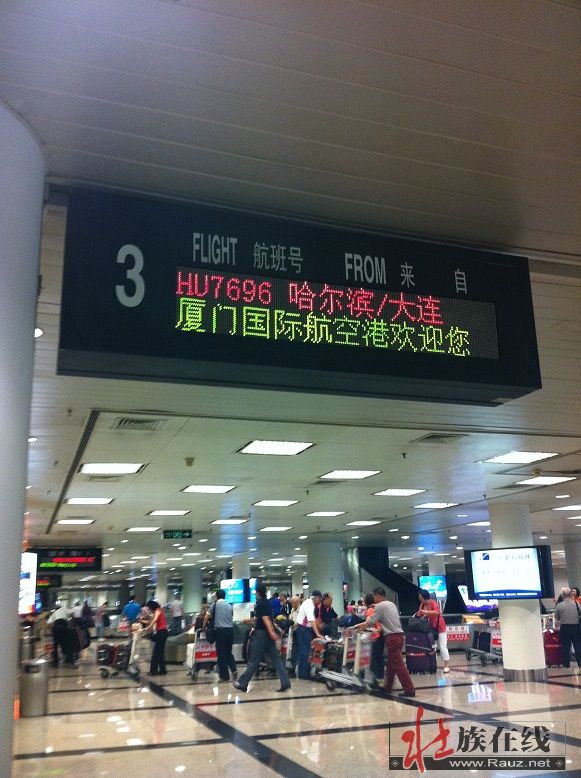 3 FLIGHT 航班号 FROM 来自
HU7696 哈尔滨/大连
厦门国际航空港欢迎您
壮族在线
www.Rauz.net